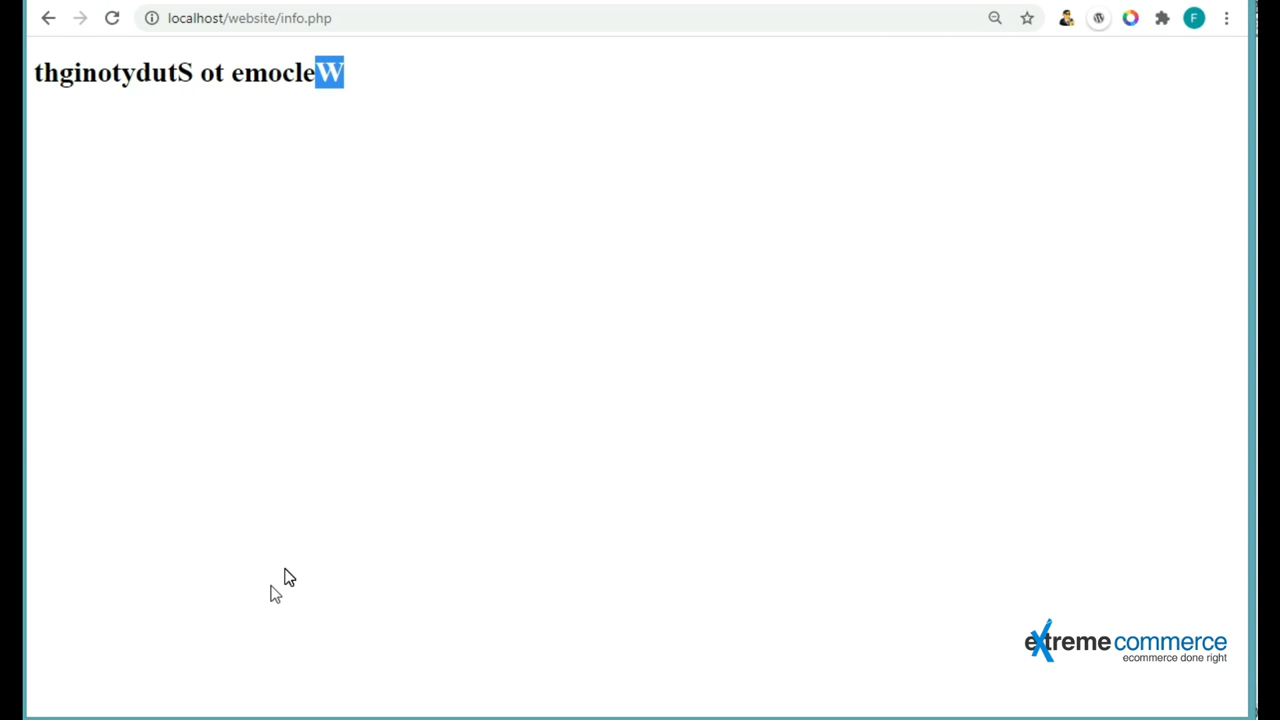 localhost/website/info.php
F
thginotydutS ot emocleW
extreme commerce
ecommerce done right